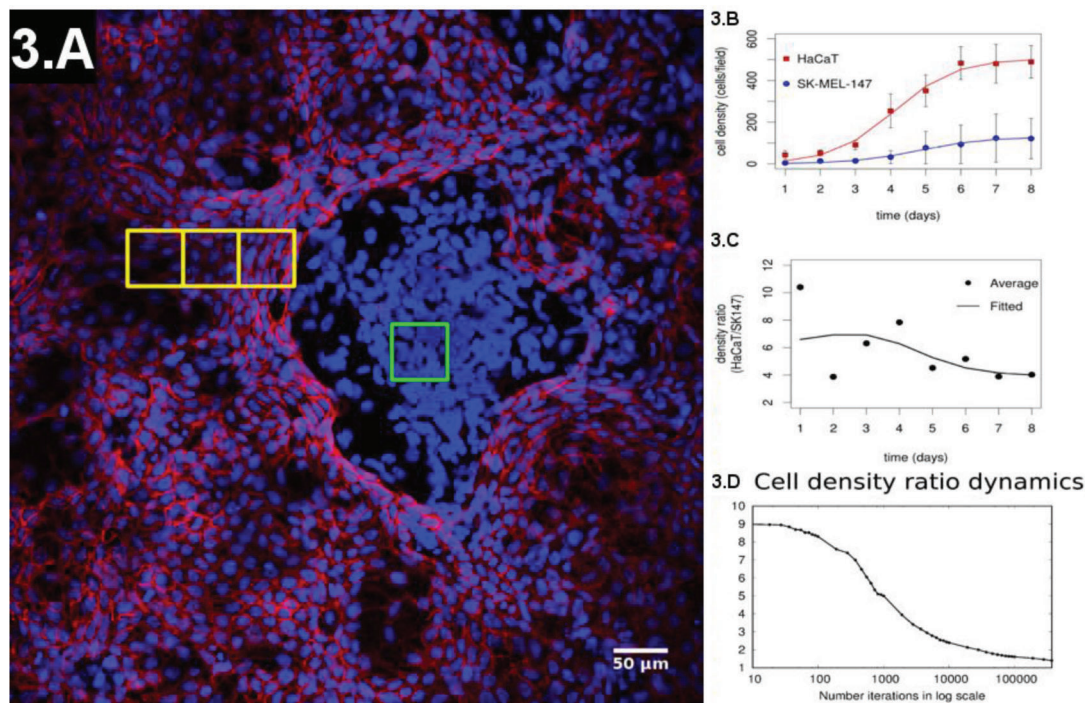 3.A
50 µm
3.B
cell density (cells/field)
600
400
200
0
HaCaT
SK-MEL-147
1 2 3 4 5 6 7 8
time (days)
3.C
density ratio
(HaCaT/SK147)
12
10
8
6
4
2
Average
Fitted
1 2 3 4 5 6 7 8
time (days)
3.D Cell density ratio dynamics
10
9
8
7
6
5
4
3
2
1
10 100 1000 10000 100000
Number iterations in log scale